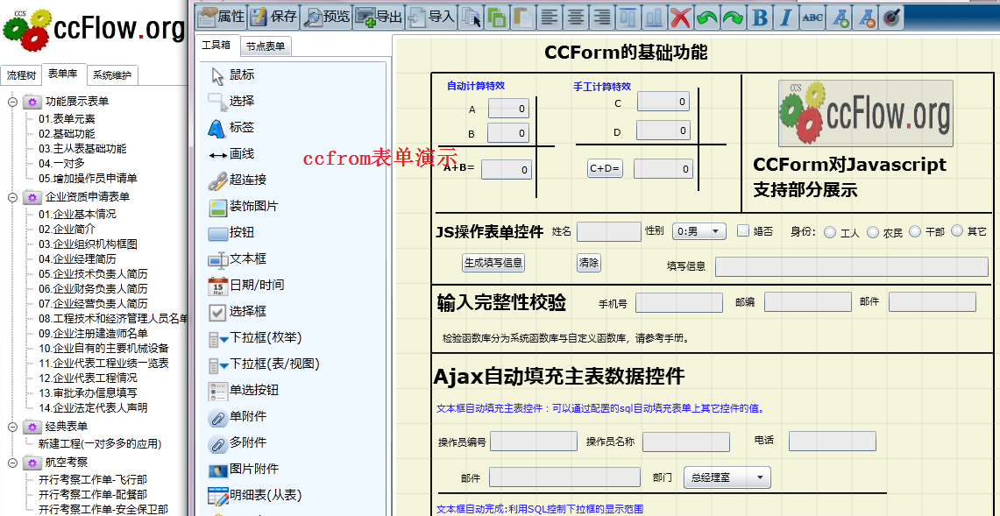 CCS
ccFlow.org
流程树 表单库 系统维护
功能展示表单
01.表单元素
02.基础功能
03.主从表基础功能
04.一对多
05.增加操作员申请单
企业资质申请表单
01.企业基本情况
02.企业简介
03.企业组织机构框图
04.企业经理简历
05.企业技术负责人简历
06.企业财务负责人简历
07.企业经营负责人简历
08.工程技术和经济管理人员名单
09.企业注册建造师名单
10.企业自有的主要机械设备
11.企业代表工程业绩一览表
12.企业代表工程情况
13.审批承办信息填写
14.企业法定代表人声明
经典表单
新建工程(一对多多的应用)
航空考察
开行考察工作单-飞行部
开行考察工作单-配餐部
开行考察工作单-安全保卫部
属性 保存 预览 导出 导入 B I ABC
工具箱 节点表单
鼠标
选择
标签
画线
超连接
装饰图片
按钮
文本框
15 日期/时间
选择框
下拉框(枚举)
下拉框(表/视图)
单选按钮
单附件
多附件
图片附件
明细表(从表)
ccfrom表单演示
CCForm的基础功能
自动计算特效 手工计算特效
A 0 C 0
B 0 D 0
A+B= 0 C+D= 0
CCS
ccFlow.org
CCForm对Javascript
支持部分展示
JS操作表单控件 姓名 性别 0:男 婚否 身份: 工人 农民 干部 其它
生成填写信息 清除 填写信息
输入完整性校验 手机号 邮编 邮件
检验函数库分为系统函数库与自定义函数库，请参考手册。
Ajax自动填充主表数据控件
文本框自动填充主表控件：可以通过配置的sql自动填充表单上其它控件的值。
操作员编号 操作员名称 电话
邮件 部门 总经理室
文本框自动完成:利用SQL控制下拉框的显示范围